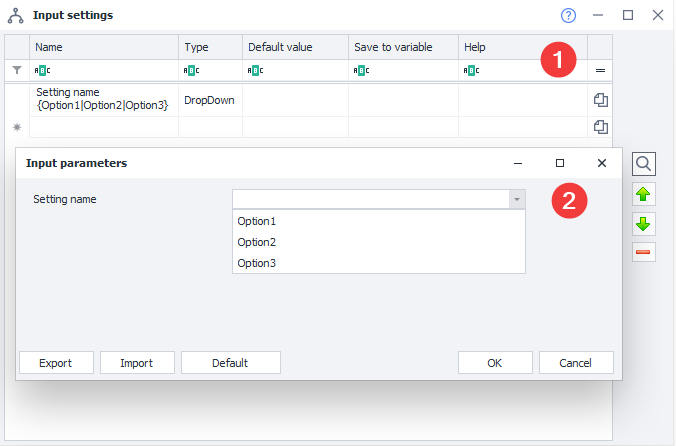 Input settings
Name Type Default value Save to variable Help
1
ABC ABC ABC ABC ABC
Setting name
{Option1|Option2|Option3} DropDown
Input parameters
Setting name
2
Option1
Option2
Option3
Export Import Default OK Cancel